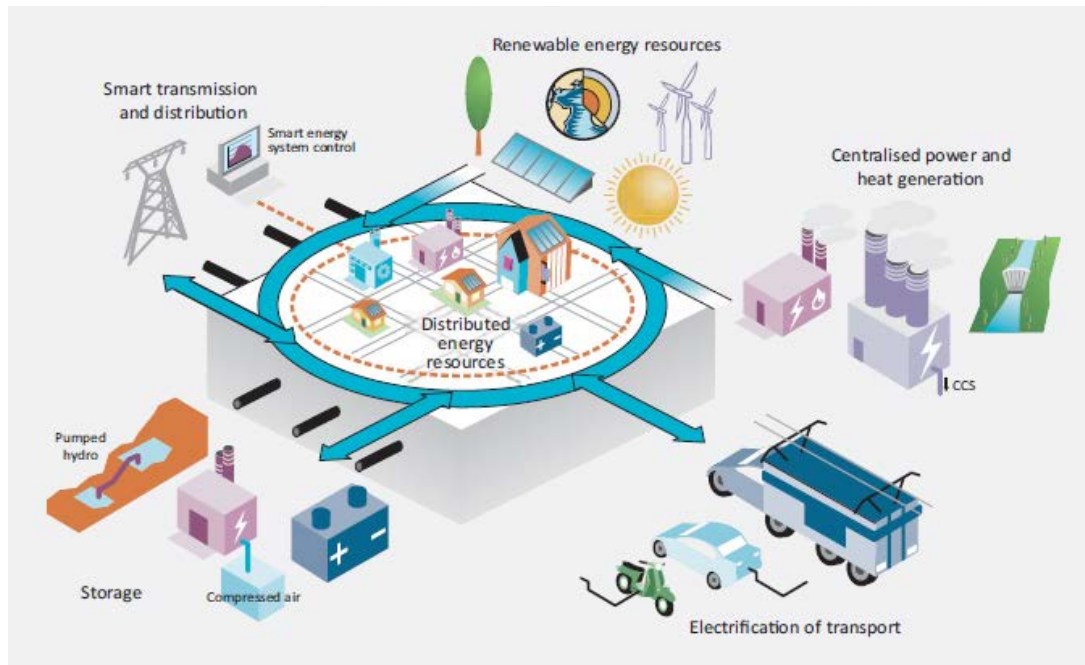 Renewable energy resources
Smart transmission
and distribution
Smart energy
system control
Centralised power and
heat generation
Distributed
energy
resources
CCS
Pumped
hydro
+ -
+ -
Storage
Compressed air
Electrification of transport